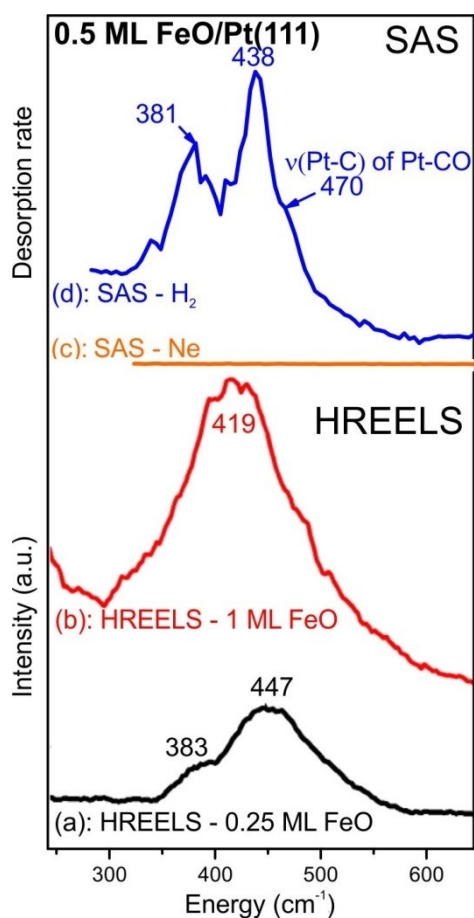 0.5 ML FeO/Pt(111) SAS
438
381
ν(Pt-C) of Pt-CO
470
Desorption rate
(d): SAS - H₂
(c): SAS - Ne
HREELS
419
Intensity (a.u.)
(b): HREELS - 1 ML FeO
447
383
(a): HREELS - 0.25 ML FeO
300 400 500 600
Energy (cm⁻¹)